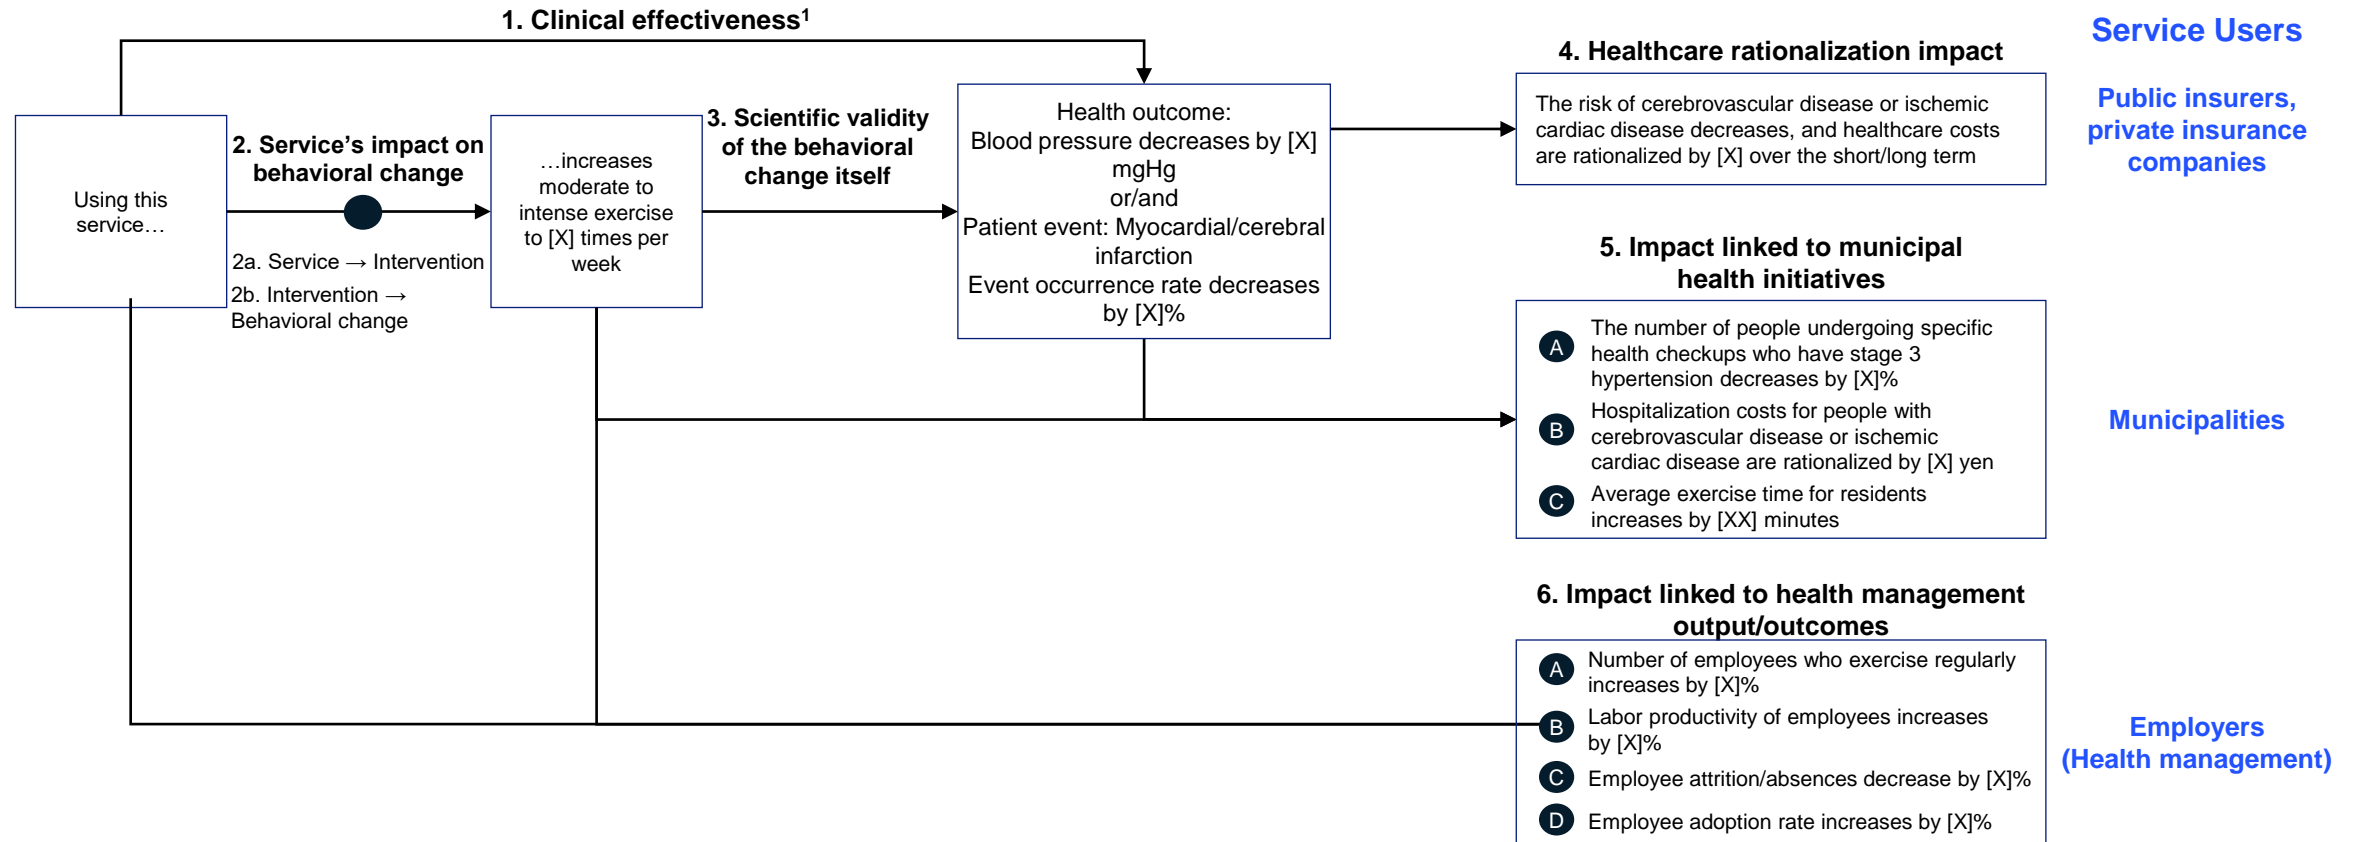 1. Clinical effectiveness1
Service Users
4. Healthcare rationalization impact
The risk of cerebrovascular disease or ischemic
cardiac disease decreases, and healthcare costs
are rationalized by [X] over the short/long term
Public insurers,
private insurance
companies
Using this
service…
2. Service's impact on
behavioral change
2a. Service → Intervention
2b. Intervention →
Behavioral change
…increases
moderate to
intense exercise
to [X] times per
week
3. Scientific validity
of the behavioral
change itself
Health outcome:
Blood pressure decreases by [X]
mgHg
or/and
Patient event: Myocardial/cerebral
infarction
Event occurrence rate decreases
by [X]%
5. Impact linked to municipal
health initiatives
A
The number of people undergoing specific
health checkups who have stage 3
hypertension decreases by [X]%
B
Hospitalization costs for people with
cerebrovascular disease or ischemic
cardiac disease are rationalized by [X] yen
C
Average exercise time for residents
increases by [XX] minutes
Municipalities
6. Impact linked to health management
output/outcomes
A
Number of employees who exercise regularly
increases by [X]%
B
Labor productivity of employees increases
by [X]%
C
Employee attrition/absences decrease by [X]%
D
Employee adoption rate increases by [X]%
Employers
(Health management)